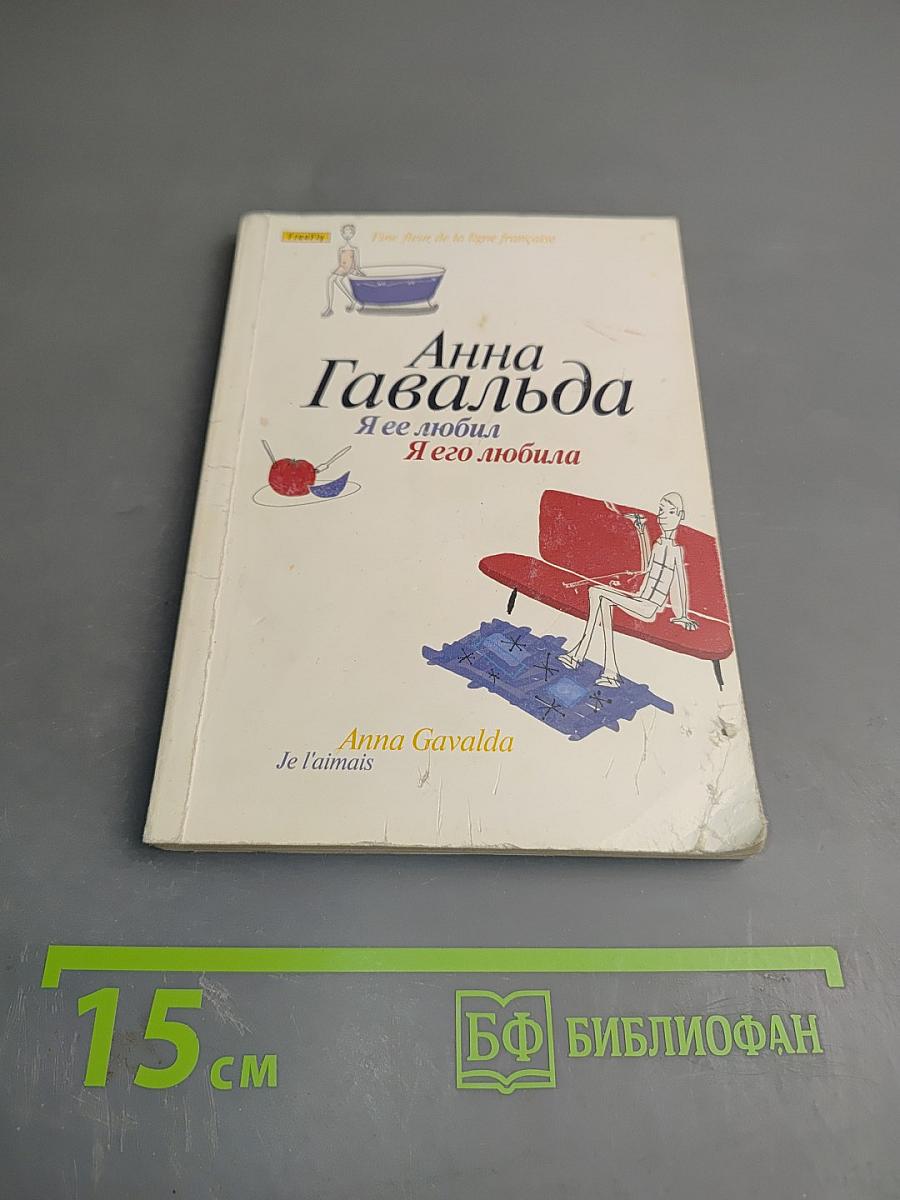 FreeFly
Fine fleur de la ligne française
Анна
Гавальда
Я ее любил
Я его любила
Anna Gavalda
Je l'aimais
15 см
БФ БИБЛИОФАН